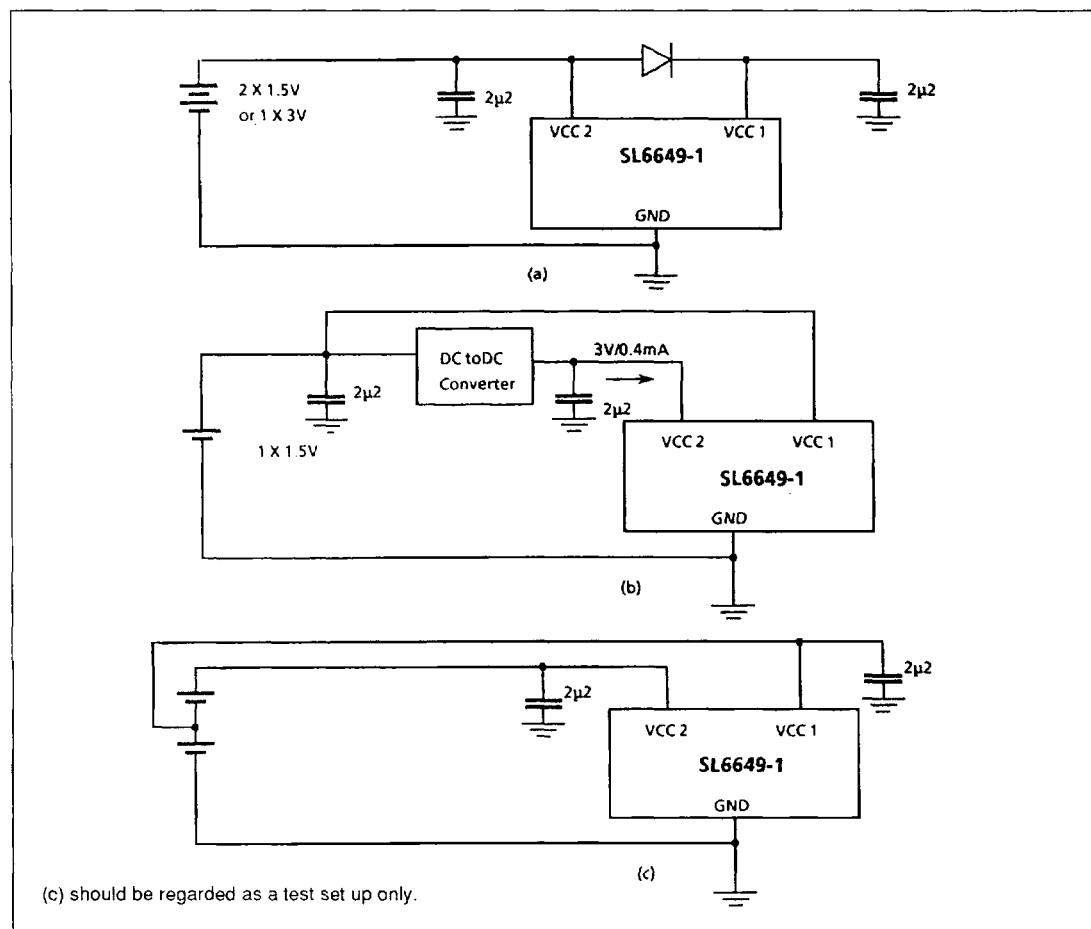 2 X 1.5V
or 1 X 3V
2µ2
2µ2
VCC 2
VCC 1
SL6649-1
GND
(a)
DC toDC
Converter
3V/0.4mA
2µ2
2µ2
1 X 1.5V
VCC 2
VCC 1
SL6649-1
GND
(b)
2µ2
2µ2
VCC 2
VCC 1
SL6649-1
GND
(c)
(c) should be regarded as a test set up only.